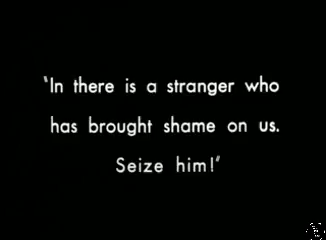 "In there is a stranger who
has brought shame on us.
Seize him!"